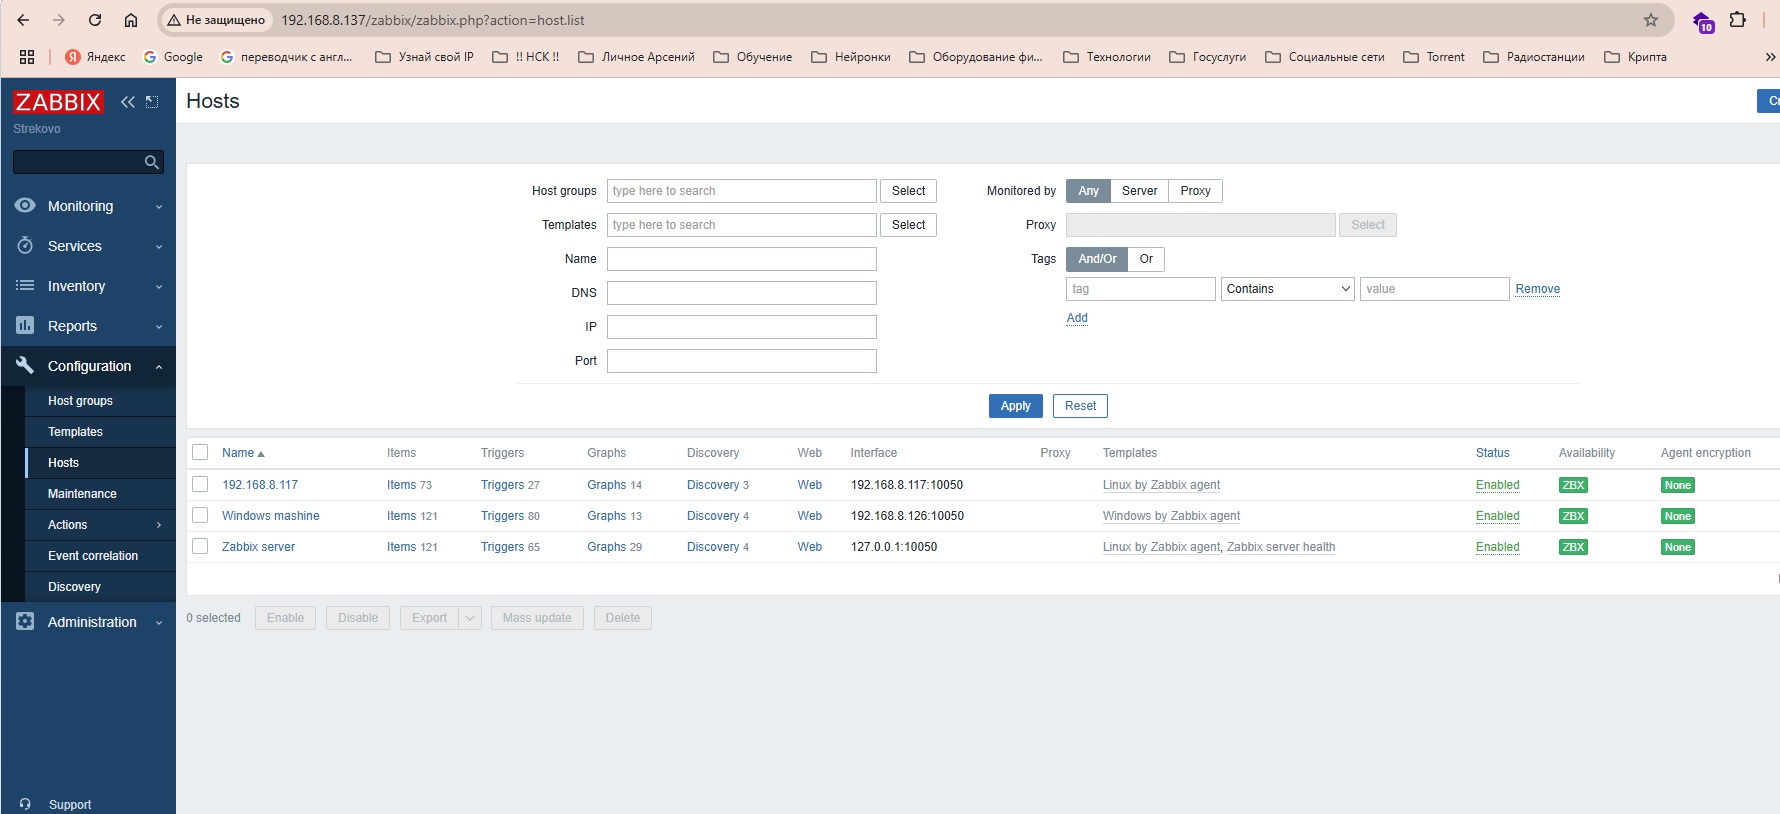 Не защищено 192.168.8.137/zabbix/zabbix.php?action=host.list 10
Яндекс Google переводчик с англ... Узнай свой IP !! НСК !! Личное Арсений Обучение Нейронки Оборудование фи... Технологии Госуслуги Социальные сети Torrent Радиостанции Крипта »
ZABBIX
Strekovo
Monitoring
Services
Inventory
Reports
Configuration
Host groups
Templates
Hosts
Maintenance
Actions
Event correlation
Discovery
Administration
Support
Hosts
Host groups type here to search Select
Templates type here to search Select
Name
DNS
IP
Port
Monitored by Any Server Proxy
Proxy Select
Tags And/Or Or
tag Contains value Remove
Add
Apply Reset
Name Items Triggers Graphs Discovery Web Interface Proxy Templates Status Availability Agent encryption
192.168.8.117 Items 73 Triggers 27 Graphs 14 Discovery 3 Web 192.168.8.117:10050 Linux by Zabbix agent Enabled ZBX None
Windows mashine Items 121 Triggers 80 Graphs 13 Discovery 4 Web 192.168.8.126:10050 Windows by Zabbix agent Enabled ZBX None
Zabbix server Items 121 Triggers 65 Graphs 29 Discovery 4 Web 127.0.0.1:10050 Linux by Zabbix agent, Zabbix server health Enabled ZBX None
0 selected Enable Disable Export Mass update Delete